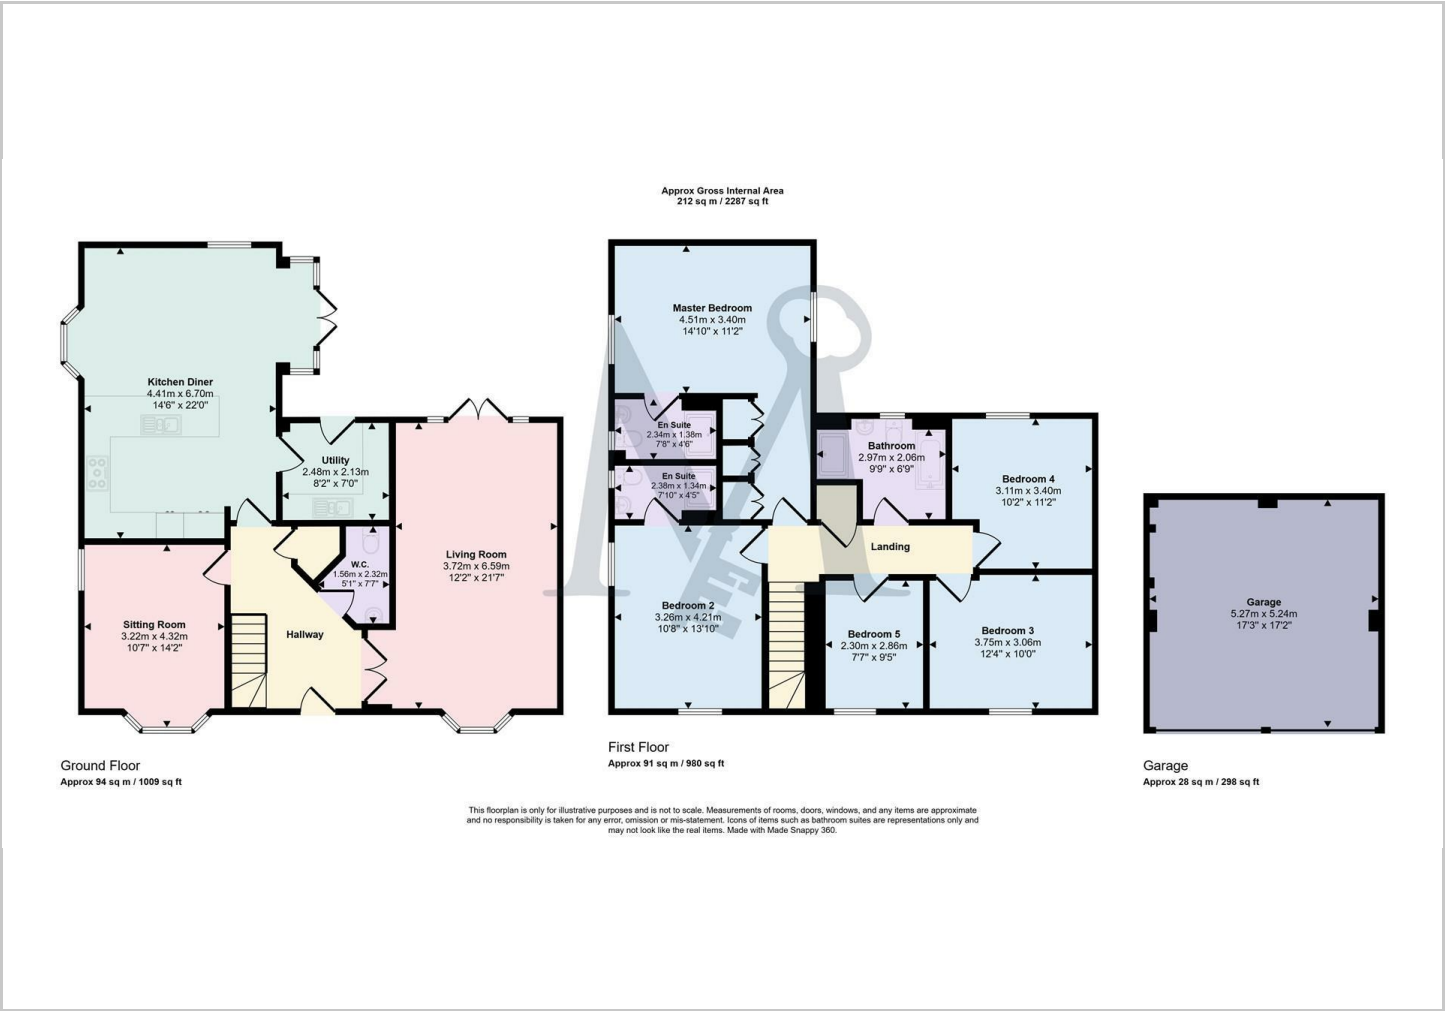 Approx Gross Internal Area
212 sq m / 2287 sq ft
Kitchen Diner
4.41m x 6.70m
14'6" x 22'0"
Utility
2.48m x 2.13m
8'2" x 7'0"
W.C.
1.56m x 2.32m
5'1" x 7'7"
Living Room
3.72m x 6.59m
12'2" x 21'7"
Sitting Room
3.22m x 4.32m
10'7" x 14'2"
Hallway
Ground Floor
Approx 94 sq m / 1009 sq ft
Master Bedroom
4.51m x 3.40m
14'10" x 11'2"
En Suite
2.34m x 1.38m
7'8" x 4'6"
En Suite
2.38m x 1.34m
7'10" x 4'5"
Bathroom
2.97m x 2.06m
9'9" x 6'9"
Bedroom 4
3.11m x 3.40m
10'2" x 11'2"
Landing
Bedroom 2
3.26m x 4.21m
10'8" x 13'10"
Bedroom 5
2.30m x 2.86m
7'7" x 9'5"
Bedroom 3
3.75m x 3.06m
12'4" x 10'0"
First Floor
Approx 91 sq m / 980 sq ft
Garage
5.27m x 5.24m
17'3" x 17'2"
Garage
Approx 28 sq m / 298 sq ft
This floorplan is only for illustrative purposes and is not to scale. Measurements of rooms, doors, windows, and any items are approximate
and no responsibility is taken for any error, omission or mis-statement. Icons of items such as bathroom suites are representations only and
may not look like the real items. Made with Made Snappy 360.